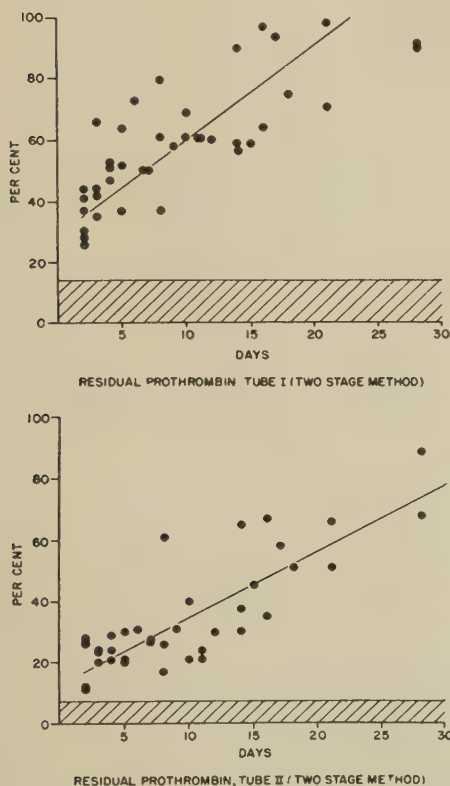 100
80
60
40
20
0
PER CENT
5 10 15 20 25 30
DAYS
RESIDUAL PROTHROMBIN TUBE I (TWO STAGE METHOD)
100
80
60
40
20
0
PER CENT
5 10 15 20 25 30
DAYS
RESIDUAL PROTHROMBIN, TUBE II (TWO STAGE METHOD)